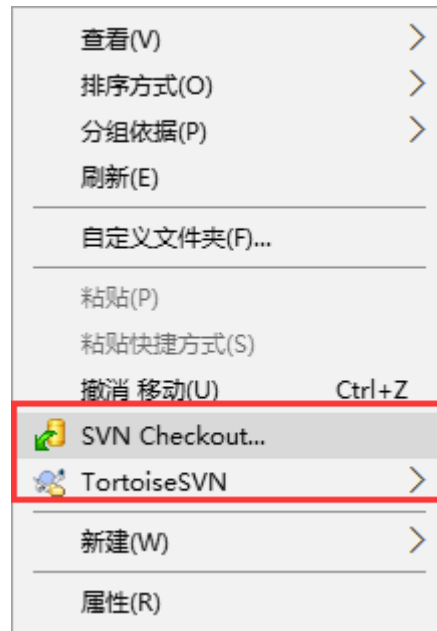 查看(V)
排序方式(O)
分组依据(P)
刷新(E)
自定义文件夹(F)...
粘贴(P)
粘贴快捷方式(S)
撤消 移动(U) Ctrl+Z
SVN Checkout...
TortoiseSVN
新建(W)
属性(R)